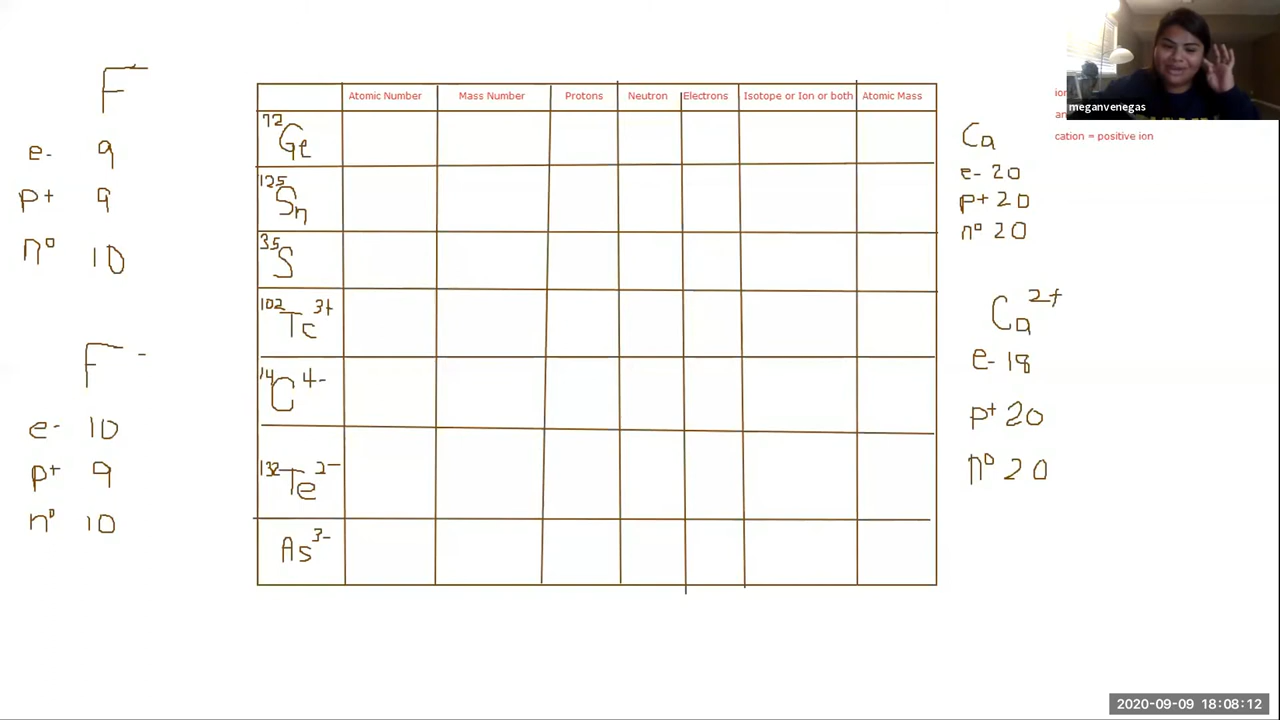 F
e- 9
p+ 9
n° 10
F -
e- 10
p+ 9
n° 10
Atomic Number Mass Number Protons Neutron Electrons Isotope or Ion or both Atomic Mass
72 Ge
125 Sn
35 S
102 Tc 3+
14 C 4-
132 Te 2-
As 3-
meganvenegas
cation = positive ion
Ca
e- 20
p+ 20
n° 20
Ca 2+
e- 18
p+ 20
n° 20
2020-09-09 18:08:12